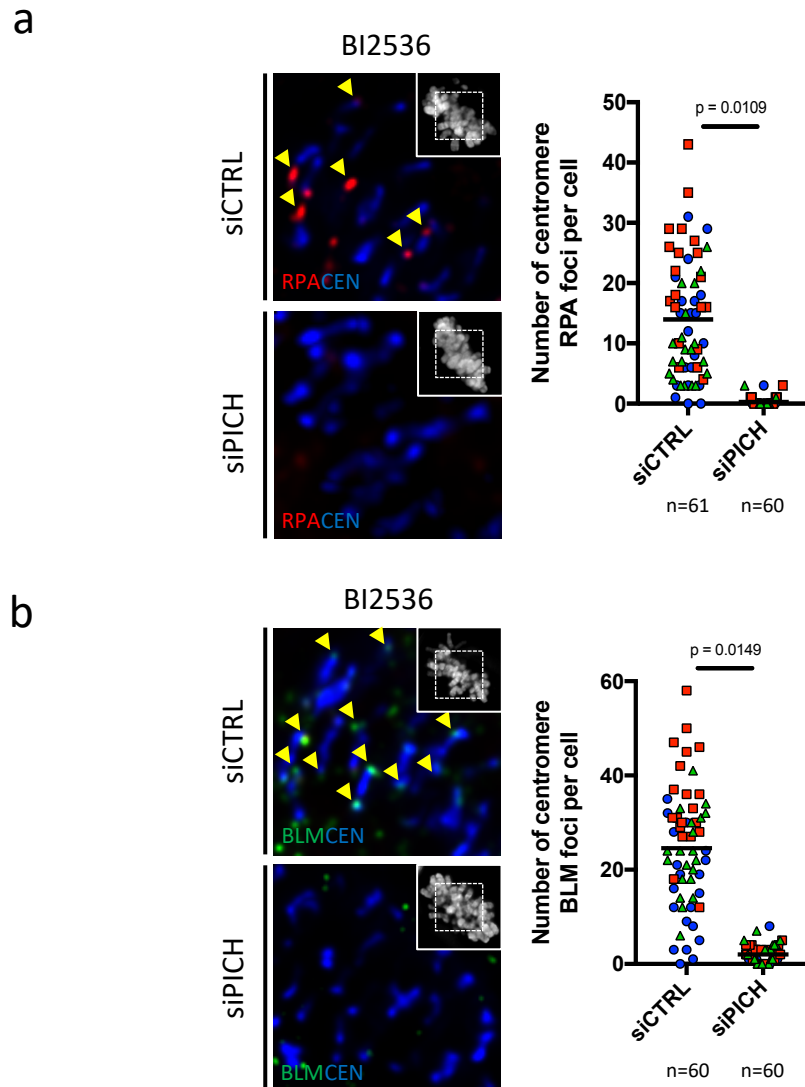 a
BI2536
siCTRL
RPACEN
siPICH
RPACEN
Number of centromere
RPA foci per cell
50
40
30
20
10
0
p = 0.0109
siCTRL
siPICH
n=61
n=60
b
BI2536
siCTRL
BLMCEN
siPICH
BLMCEN
Number of centromere
BLM foci per cell
60
40
20
0
p = 0.0149
siCTRL
siPICH
n=60
n=60